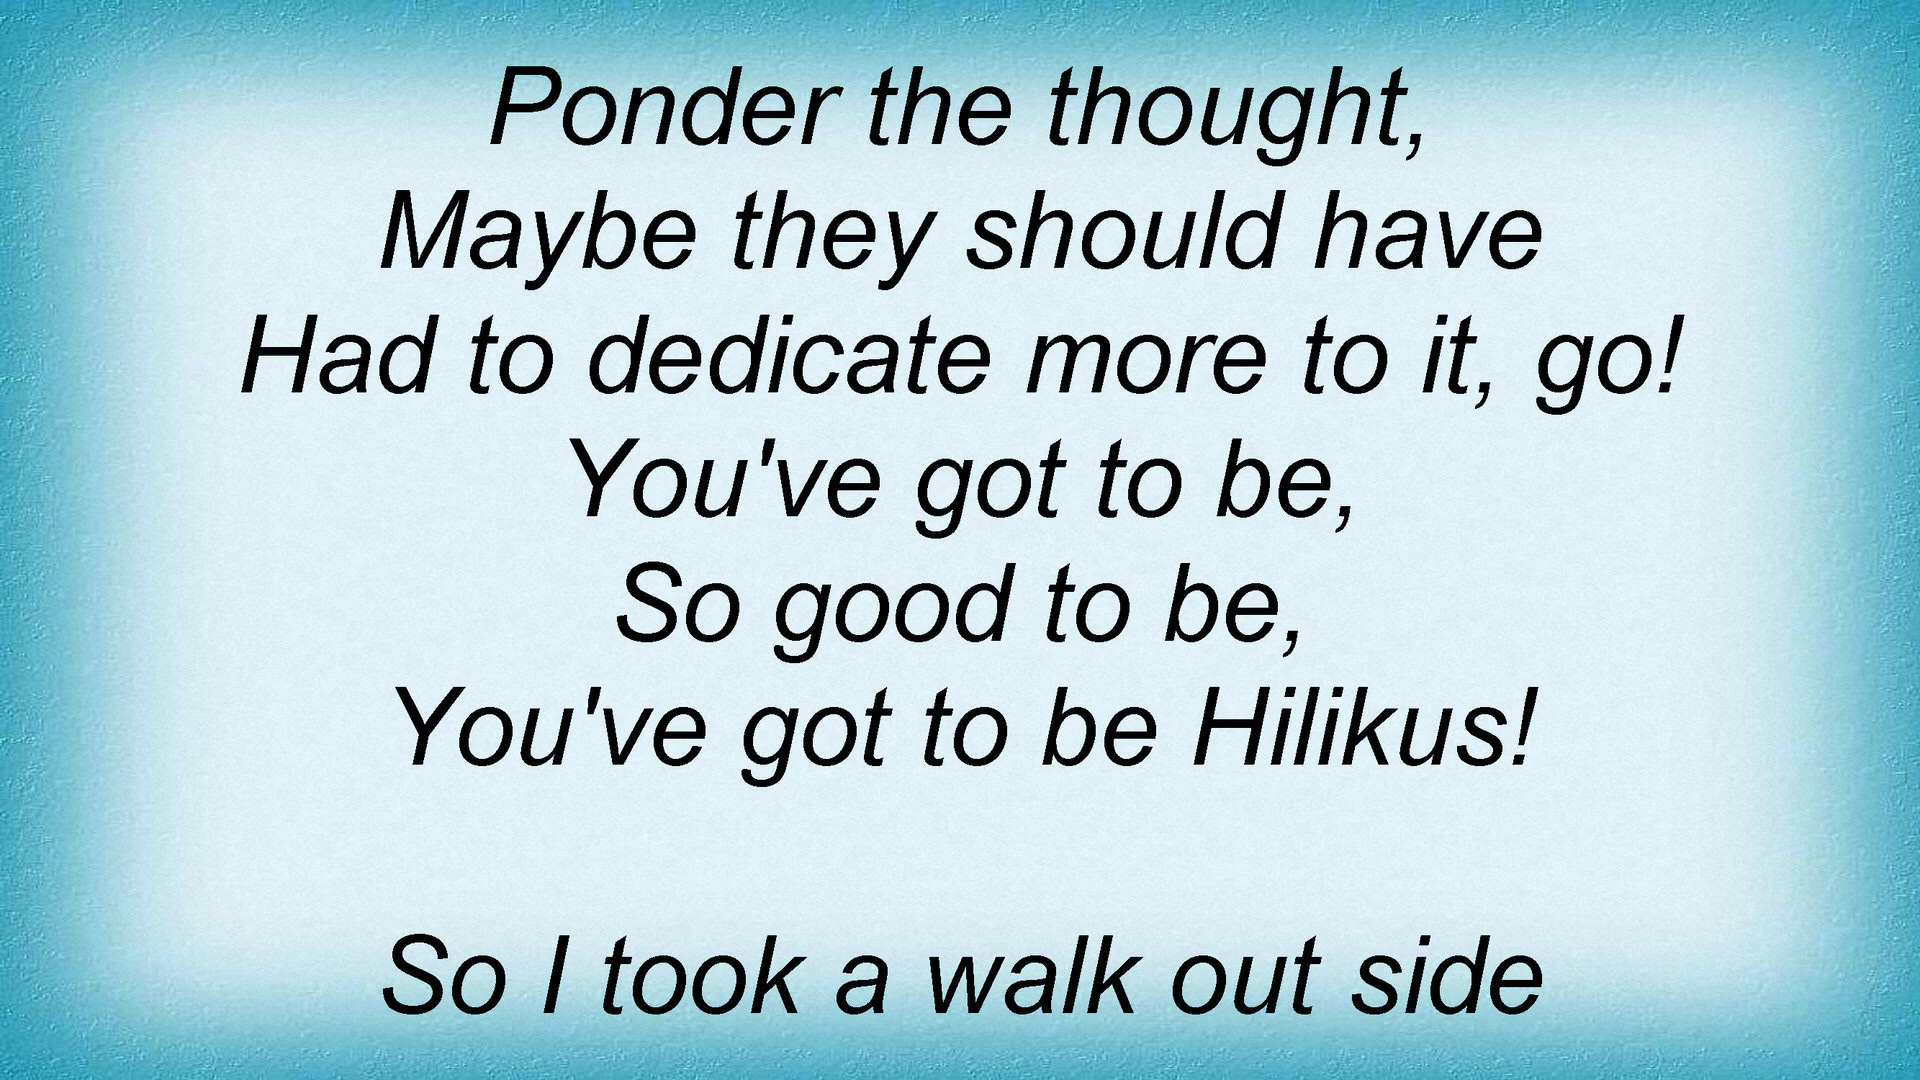 Ponder the thought,
Maybe they should have
Had to dedicate more to it, go!
You've got to be,
So good to be,
You've got to be Hilikus!
So I took a walk out side